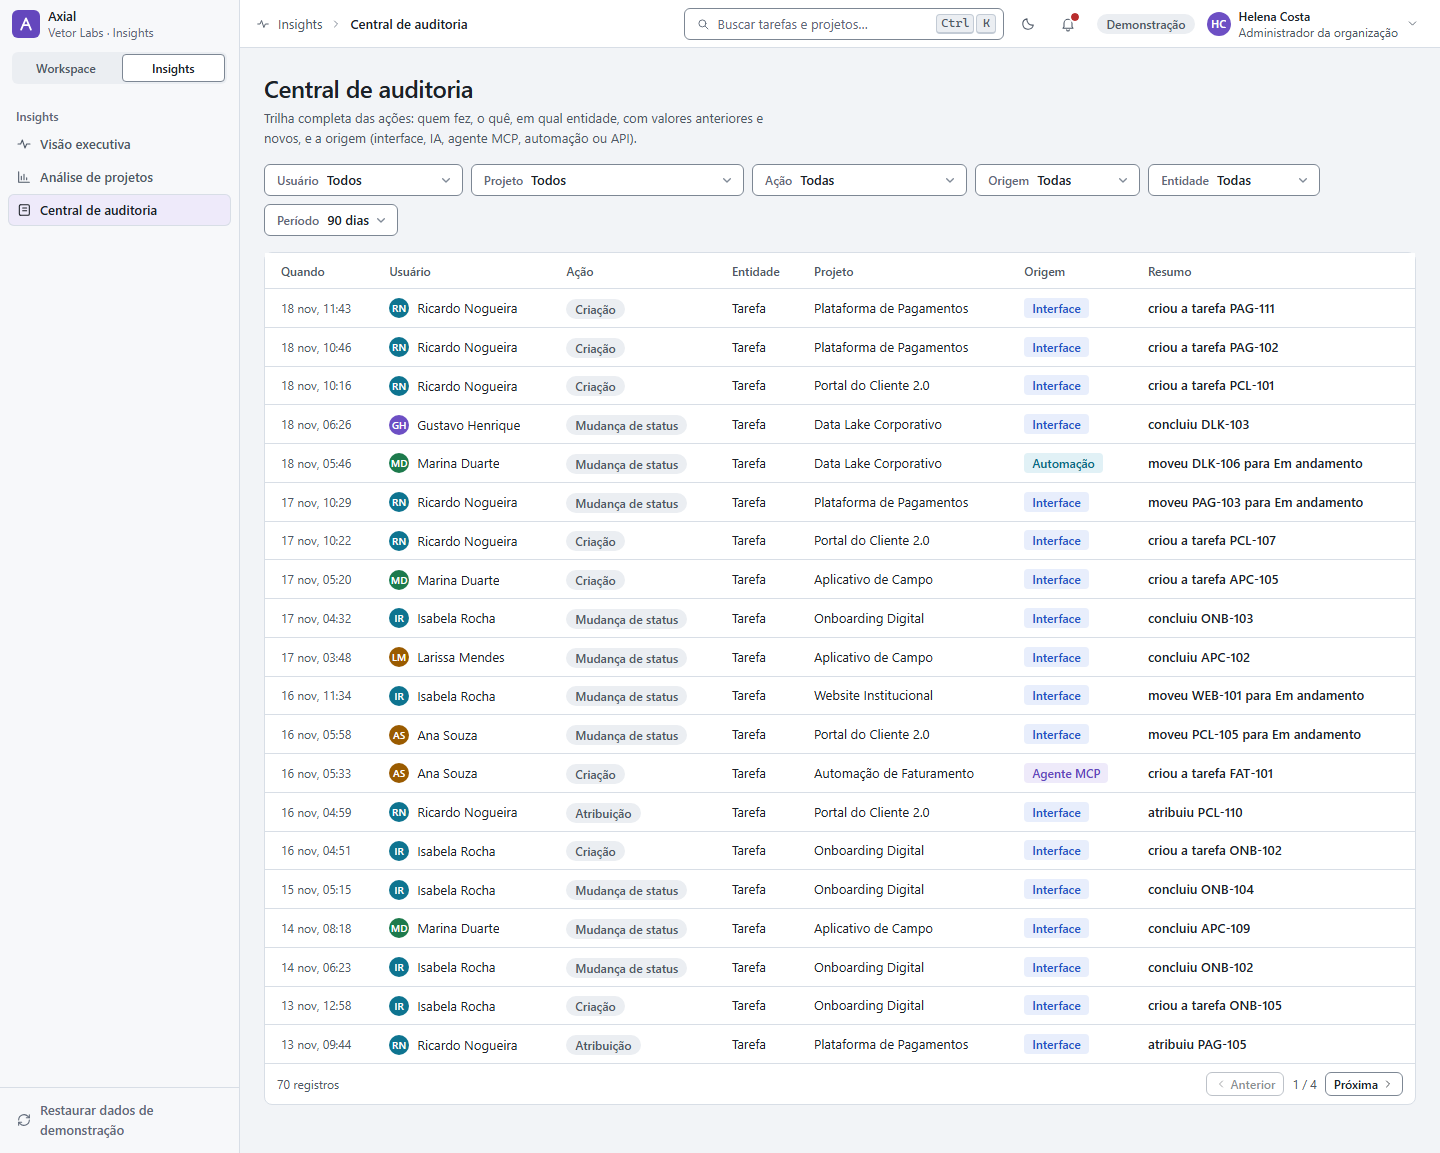 Axial
Vetor Labs · Insights
Workspace
Insights
Insights
Visão executiva
Análise de projetos
Central de auditoria
Restaurar dados de
demonstração
Insights
Central de auditoria
Buscar tarefas e projetos...
Ctrl
K
Demonstração
HC
Helena Costa
Administrador da organização
Central de auditoria
Trilha completa das ações: quem fez, o quê, em qual entidade, com valores anteriores e
novos, e a origem (interface, IA, agente MCP, automação ou API).
Usuário Todos
Projeto Todos
Ação Todas
Origem Todas
Entidade Todas
Período 90 dias
Quando Usuário Ação Entidade Projeto Origem Resumo
18 nov, 11:43 RN Ricardo Nogueira Criação Tarefa Plataforma de Pagamentos Interface criou a tarefa PAG-111
18 nov, 10:46 RN Ricardo Nogueira Criação Tarefa Plataforma de Pagamentos Interface criou a tarefa PAG-102
18 nov, 10:16 RN Ricardo Nogueira Criação Tarefa Portal do Cliente 2.0 Interface criou a tarefa PCL-101
18 nov, 06:26 GH Gustavo Henrique Mudança de status Tarefa Data Lake Corporativo Interface concluiu DLK-103
18 nov, 05:46 MD Marina Duarte Mudança de status Tarefa Data Lake Corporativo Automação moveu DLK-106 para Em andamento
17 nov, 10:29 RN Ricardo Nogueira Mudança de status Tarefa Plataforma de Pagamentos Interface moveu PAG-103 para Em andamento
17 nov, 10:22 RN Ricardo Nogueira Criação Tarefa Portal do Cliente 2.0 Interface criou a tarefa PCL-107
17 nov, 05:20 MD Marina Duarte Criação Tarefa Aplicativo de Campo Interface criou a tarefa APC-105
17 nov, 04:32 IR Isabela Rocha Mudança de status Tarefa Onboarding Digital Interface concluiu ONB-103
17 nov, 03:48 LM Larissa Mendes Mudança de status Tarefa Aplicativo de Campo Interface concluiu APC-102
16 nov, 11:34 IR Isabela Rocha Mudança de status Tarefa Website Institucional Interface moveu WEB-101 para Em andamento
16 nov, 05:58 AS Ana Souza Mudança de status Tarefa Portal do Cliente 2.0 Interface moveu PCL-105 para Em andamento
16 nov, 05:33 AS Ana Souza Criação Tarefa Automação de Faturamento Agente MCP criou a tarefa FAT-101
16 nov, 04:59 RN Ricardo Nogueira Atribuição Tarefa Portal do Cliente 2.0 Interface atribuiu PCL-110
16 nov, 04:51 IR Isabela Rocha Criação Tarefa Onboarding Digital Interface criou a tarefa ONB-102
15 nov, 05:15 IR Isabela Rocha Mudança de status Tarefa Onboarding Digital Interface concluiu ONB-104
14 nov, 08:18 MD Marina Duarte Mudança de status Tarefa Aplicativo de Campo Interface concluiu APC-109
14 nov, 06:23 IR Isabela Rocha Mudança de status Tarefa Onboarding Digital Interface concluiu ONB-102
13 nov, 12:58 IR Isabela Rocha Criação Tarefa Onboarding Digital Interface criou a tarefa ONB-105
13 nov, 09:44 RN Ricardo Nogueira Atribuição Tarefa Plataforma de Pagamentos Interface atribuiu PAG-105
70 registros
Anterior
1 / 4
Próxima